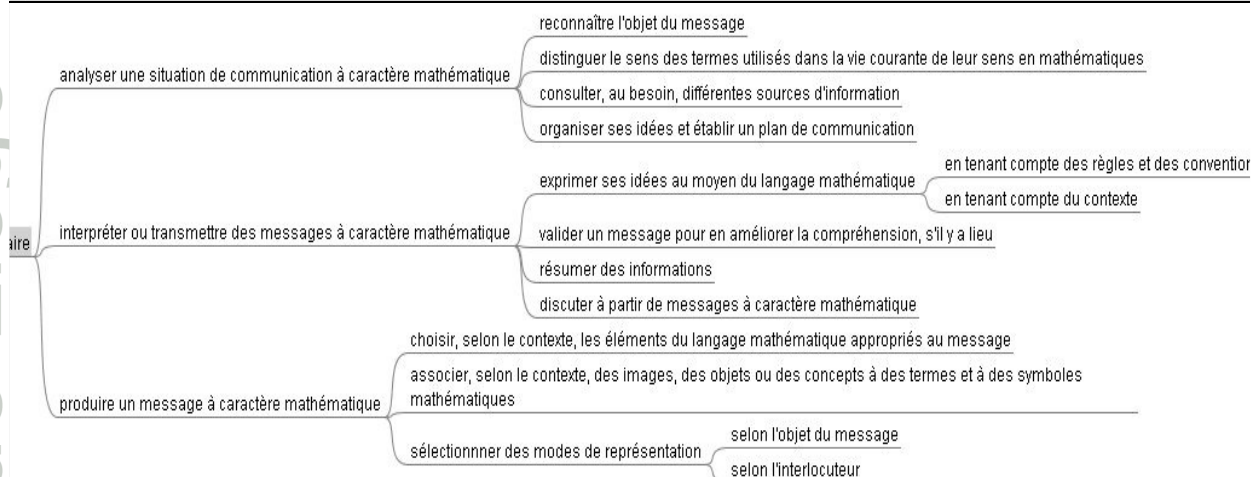 reconnaître l'objet du message
distinguer le sens des termes utilisés dans la vie courante de leur sens en mathématiques
analyser une situation de communication à caractère mathématique
consulter, au besoin, différentes sources d'information
organiser ses idées et établir un plan de communication
en tenant compte des règles et des convention
exprimer ses idées au moyen du langage mathématique
en tenant compte du contexte
aire
interpréter ou transmettre des messages à caractère mathématique
valider un message pour en améliorer la compréhension, s'il y a lieu
résumer des informations
discuter à partir de messages à caractère mathématique
choisir, selon le contexte, les éléments du langage mathématique appropriés au message
associer, selon le contexte, des images, des objets ou des concepts à des termes et à des symboles
mathématiques
produire un message à caractère mathématique
selon l'objet du message
sélectionnner des modes de représentation
selon l'interlocuteur